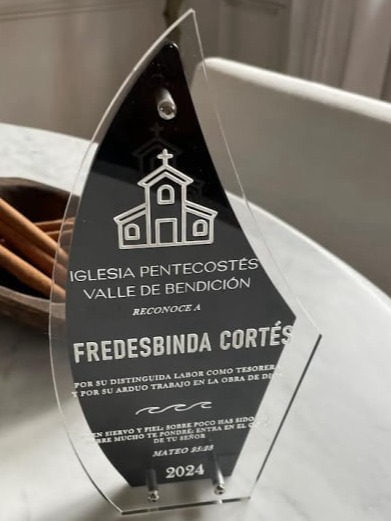 IGLESIA PENTECOSTÉS
VALLE DE BENDICIÓN
RECONOCE A
FREDESBINDA CORTÉS
POR SU DISTINGUIDA LABOR COMO
Y POR SU ARDUO TRABAJO EN LA OBRA DE
SIERVO Y FIEL; SOBRE POCO HAS SIDO
MUCHO TE PONDRÉ; ENTRA EN EL
DE TU SEÑOR
MATEO 25:23
2024